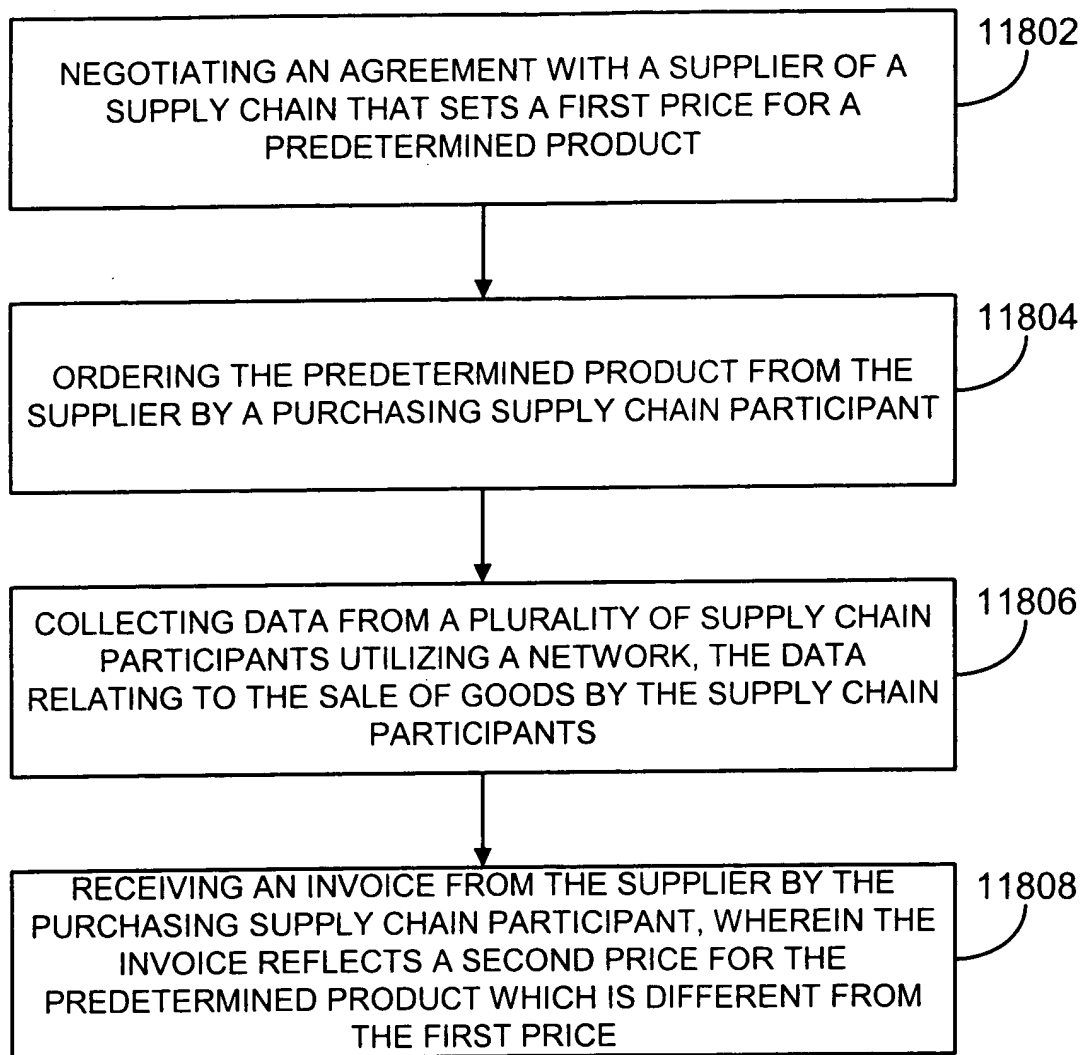 11802
NEGOTIATING AN AGREEMENT WITH A SUPPLIER OF A
SUPPLY CHAIN THAT SETS A FIRST PRICE FOR A
PREDETERMINED PRODUCT
11804
ORDERING THE PREDETERMINED PRODUCT FROM THE
SUPPLIER BY A PURCHASING SUPPLY CHAIN PARTICIPANT
11806
COLLECTING DATA FROM A PLURALITY OF SUPPLY CHAIN
PARTICIPANTS UTILIZING A NETWORK, THE DATA
RELATING TO THE SALE OF GOODS BY THE SUPPLY CHAIN
PARTICIPANTS
11808
RECEIVING AN INVOICE FROM THE SUPPLIER BY THE
PURCHASING SUPPLY CHAIN PARTICIPANT, WHEREIN THE
INVOICE REFLECTS A SECOND PRICE FOR THE
PREDETERMINED PRODUCT WHICH IS DIFFERENT FROM
THE FIRST PRICE